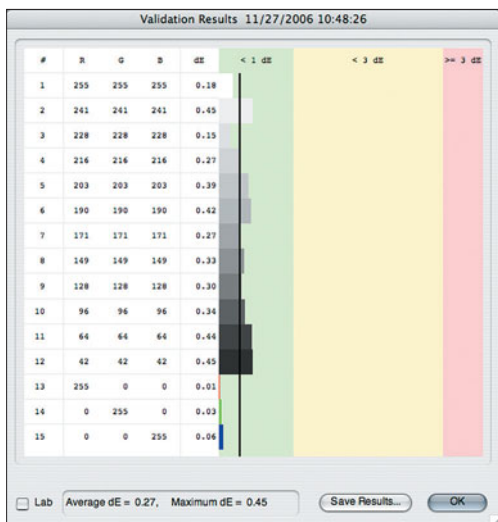 Validation Results 11/27/2006 10:48:26
# R G B dE < 1 dE < 3 dE >= 3 dE
1 255 255 255 0.18
2 241 241 241 0.45
3 228 228 228 0.15
4 216 216 216 0.27
5 203 203 203 0.39
6 190 190 190 0.42
7 171 171 171 0.27
8 149 149 149 0.33
9 128 128 128 0.30
10 96 96 96 0.34
11 64 64 64 0.44
12 42 42 42 0.45
13 255 0 0 0.01
14 0 255 0 0.03
15 0 0 255 0.06
Lab Average dE = 0.27, Maximum dE = 0.45 Save Results... OK